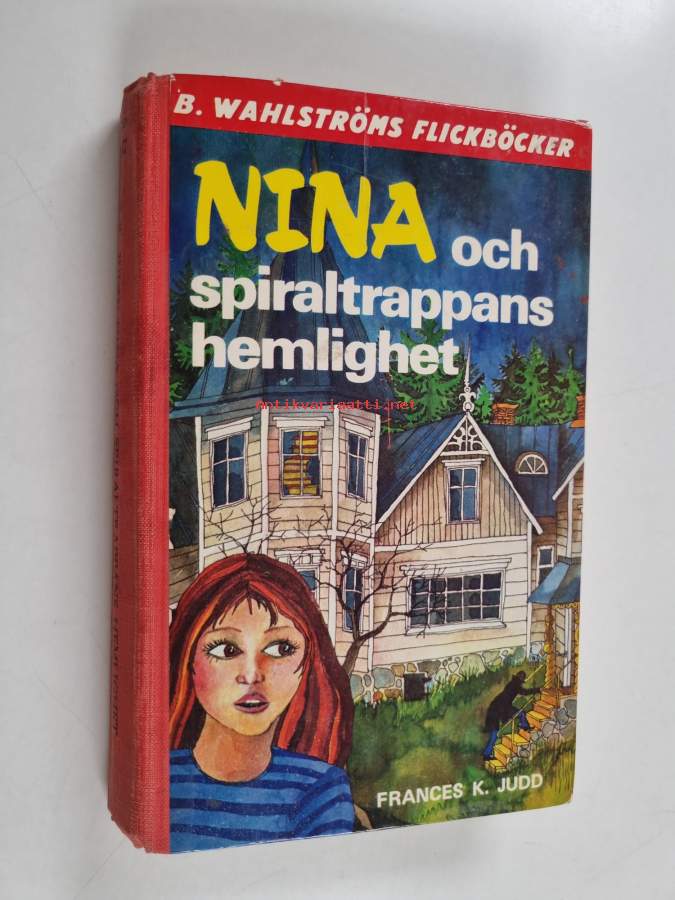 B. WAHLSTRÖMS FLICKBÖCKER
NINA och
spiraltrappans
hemlighet
antikvariaatti.net
FRANCES K. JUDD